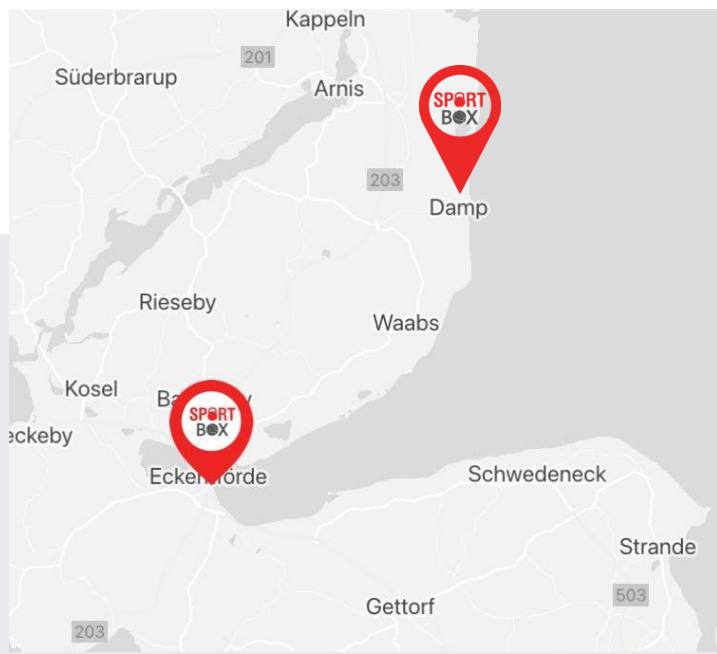 Kappeln
201
Süderbrarup
Arnis
SPORT
BOX
203
Damp
Rieseby
Waabs
Kosel
SPORT
BOX
eckeby
Schwedeneck
Strande
503
Gettorf
203